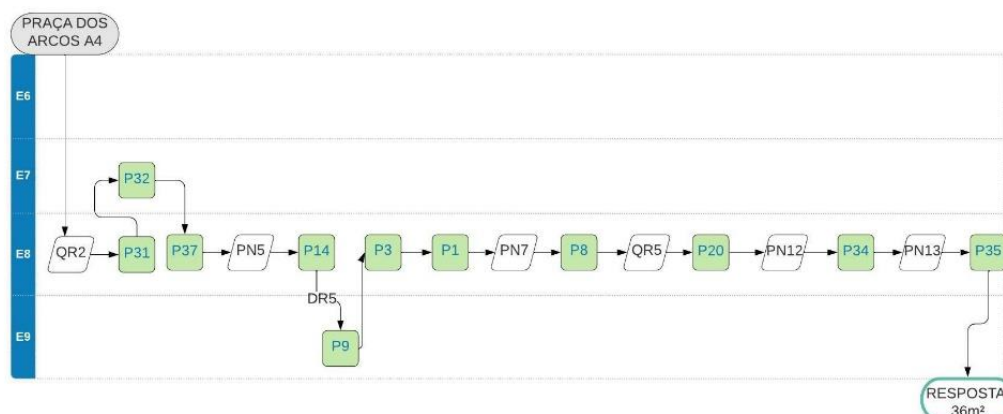 PRAÇA DOS
ARCOS A4
E6
E7
P32
E8
QR2
P31
P37
PN5
P14
P3
P1
PN7
P8
QR5
P20
PN12
P34
PN13
P35
DR5
E9
P9
RESPOSTA
36m²